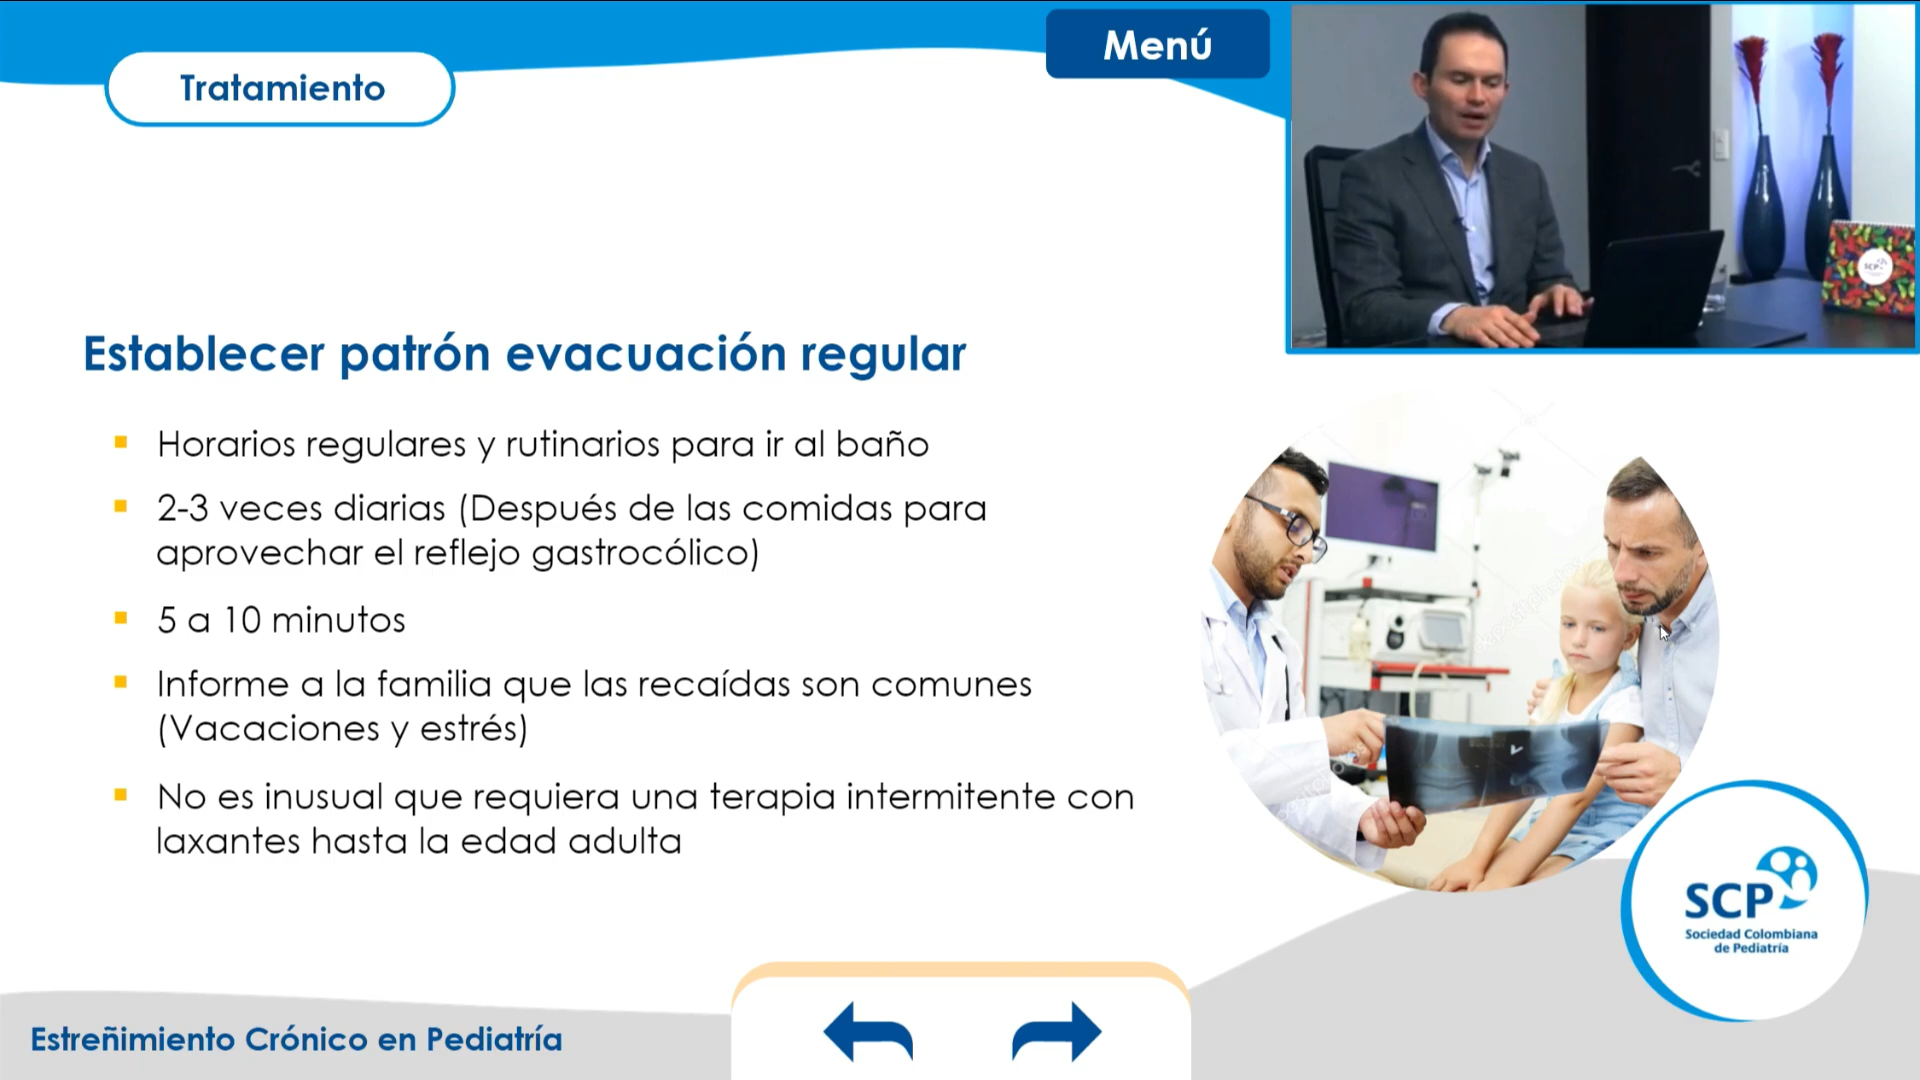 Menú
Tratamiento
SCP
Establecer patrón evacuación regular
Horarios regulares y rutinarios para ir al baño
2-3 veces diarias (Después de las comidas para
aprovechar el reflejo gastrocólico)
5 a 10 minutos
Informe a la familia que las recaídas son comunes
(Vacaciones y estrés)
No es inusual que requiera una terapia intermitente con
laxantes hasta la edad adulta
depositphotos
SCP
Sociedad Colombiana
de Pediatría
Estreñimiento Crónico en Pediatría